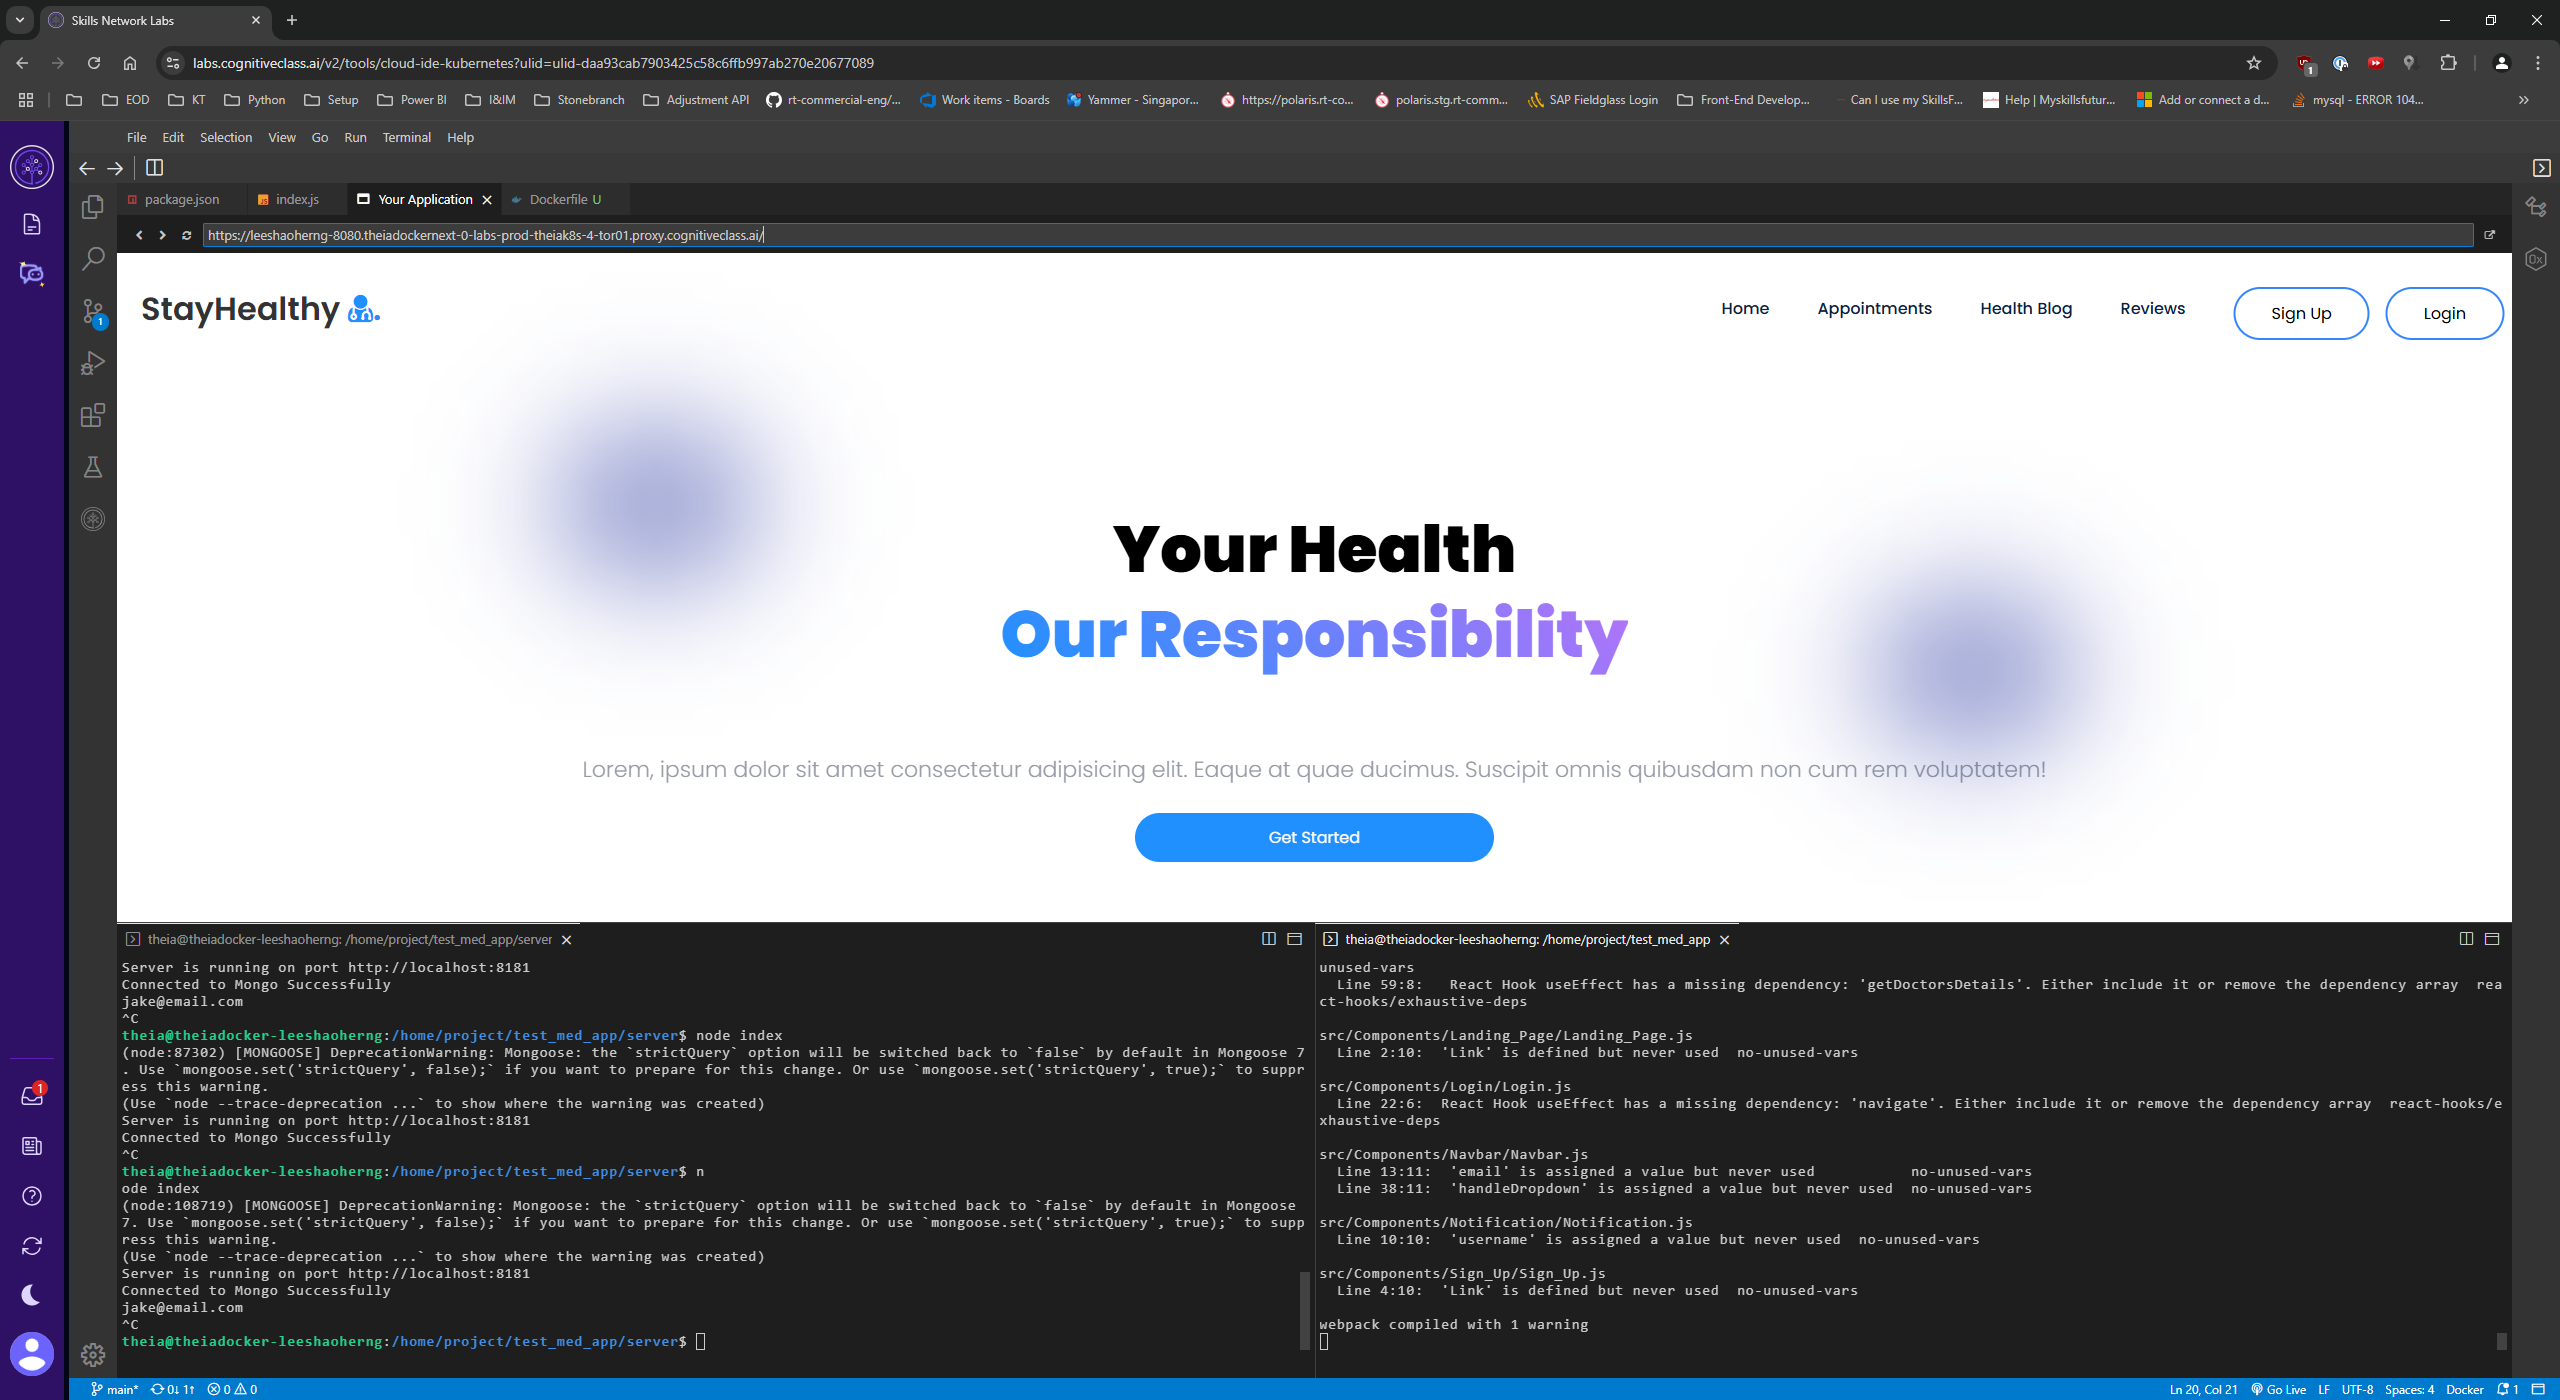 Skills Network Labs
labs.cognitiveclass.ai/v2/tools/cloud-ide-kubernetes?ulid=ulid-daa93cab7903425c58c6ffb997ab270e20677089
1
EOD
KT
Python
Setup
Power BI
I&IM
Stonebranch
Adjustment API
rt-commercial-eng/...
Work items - Boards
Yammer - Singapor...
https://polaris.rt-co...
polaris.stg.rt-comm...
SAP Fieldglass Login
Front-End Develop...
Can I use my SkillsF...
Help | Myskillsfutur...
Add or connect a d...
mysql - ERROR 104...
File Edit Selection View Go Run Terminal Help
package.json
index.js
Your Application
Dockerfile U
https://leeshaoherng-8080.theiadockernext-0-labs-prod-theiak8s-4-tor01.proxy.cognitiveclass.ai/
1
0x
StayHealthy
Home
Appointments
Health Blog
Reviews
Sign Up
Login
Your Health
Our Responsibility
Lorem, ipsum dolor sit amet consectetur adipisicing elit. Eaque at quae ducimus. Suscipit omnis quibusdam non cum rem voluptatem!
Get Started
theia@theiadocker-leeshaoherng: /home/project/test_med_app/server
Server is running on port http://localhost:8181
Connected to Mongo Successfully
jake@email.com
^C
theia@theiadocker-leeshaoherng:/home/project/test_med_app/server$ node index
(node:87302) [MONGOOSE] DeprecationWarning: Mongoose: the `strictQuery` option will be switched back to `false` by default in Mongoose 7
. Use `mongoose.set('strictQuery', false);` if you want to prepare for this change. Or use `mongoose.set('strictQuery', true);` to suppr
ess this warning.
(Use `node --trace-deprecation ...` to show where the warning was created)
Server is running on port http://localhost:8181
Connected to Mongo Successfully
^C
theia@theiadocker-leeshaoherng:/home/project/test_med_app/server$ n
ode index
(node:108719) [MONGOOSE] DeprecationWarning: Mongoose: the `strictQuery` option will be switched back to `false` by default in Mongoose
7. Use `mongoose.set('strictQuery', false);` if you want to prepare for this change. Or use `mongoose.set('strictQuery', true);` to supp
ress this warning.
(Use `node --trace-deprecation ...` to show where the warning was created)
Server is running on port http://localhost:8181
Connected to Mongo Successfully
jake@email.com
^C
theia@theiadocker-leeshaoherng:/home/project/test_med_app/server$
theia@theiadocker-leeshaoherng: /home/project/test_med_app
unused-vars
Line 59:8: React Hook useEffect has a missing dependency: 'getDoctorsDetails'. Either include it or remove the dependency array rea
ct-hooks/exhaustive-deps
src/Components/Landing_Page/Landing_Page.js
Line 2:10: 'Link' is defined but never used no-unused-vars
src/Components/Login/Login.js
Line 22:6: React Hook useEffect has a missing dependency: 'navigate'. Either include it or remove the dependency array react-hooks/e
xhaustive-deps
src/Components/Navbar/Navbar.js
Line 13:11: 'email' is assigned a value but never used no-unused-vars
Line 38:11: 'handleDropdown' is assigned a value but never used no-unused-vars
src/Components/Notification/Notification.js
Line 10:10: 'username' is assigned a value but never used no-unused-vars
src/Components/Sign_Up/Sign_Up.js
Line 4:10: 'Link' is defined but never used no-unused-vars
webpack compiled with 1 warning
1
main* 0↓ 1↑ 0 0
Ln 20, Col 21 Go Live LF UTF-8 Spaces: 4 Docker 1